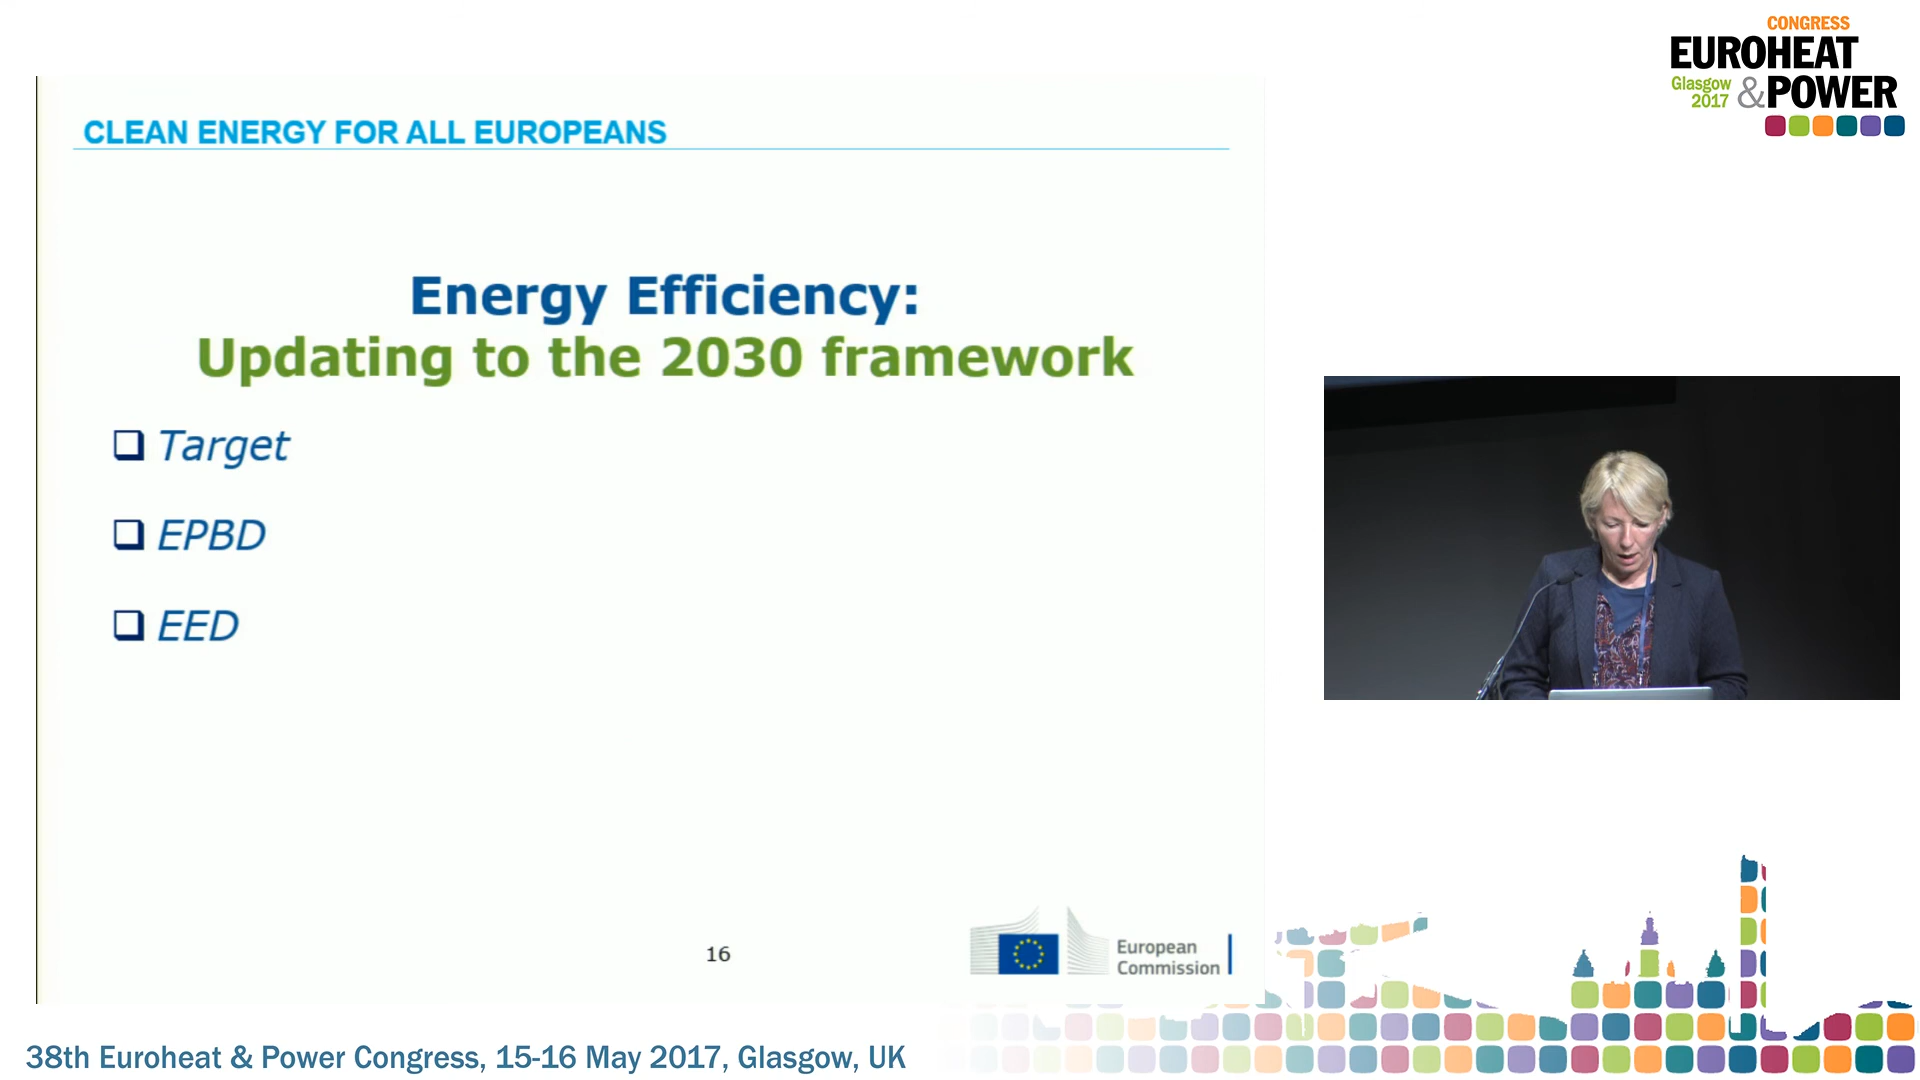 CONGRESS
EUROHEAT
Glasgow
2017
&POWER
CLEAN ENERGY FOR ALL EUROPEANS
Energy Efficiency:
Updating to the 2030 framework
Target
EPBD
EED
16
European
Commission
38th Euroheat & Power Congress, 15-16 May 2017, Glasgow, UK